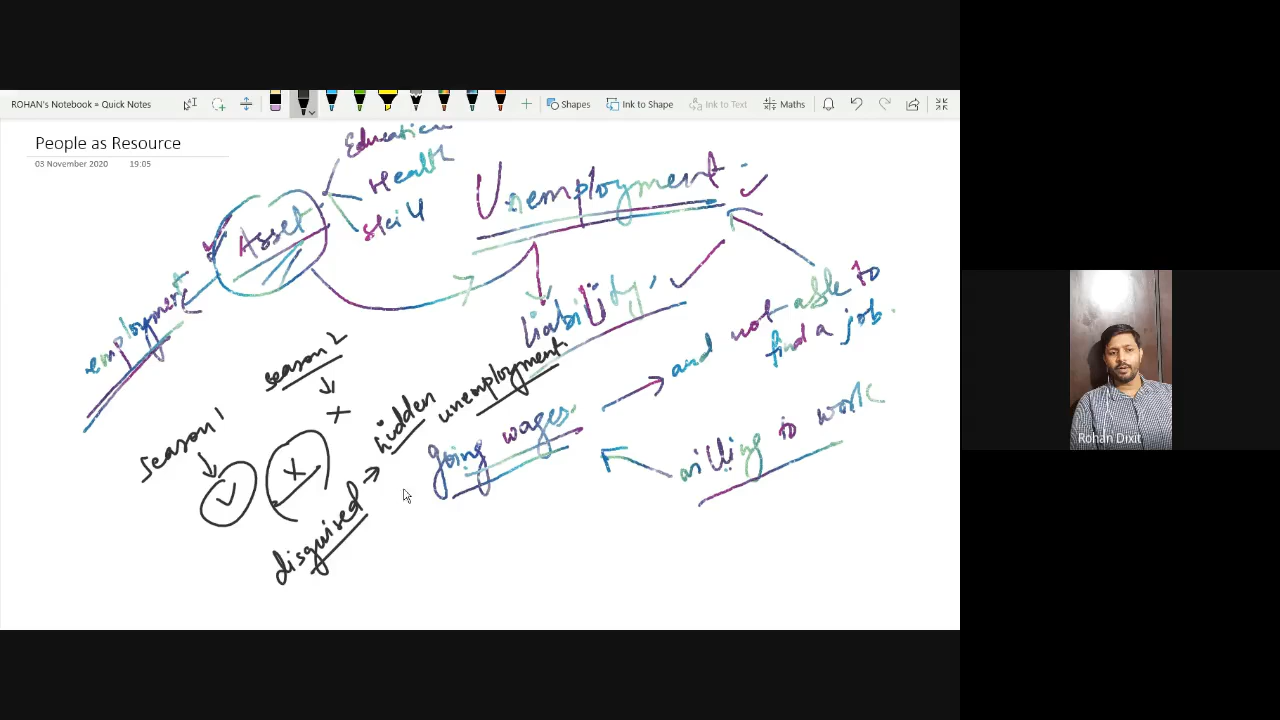 ROHAN's Notebook » Quick Notes
Shapes
Ink to Shape
Ink to Text
Maths
People as Resource
03 November 2020 19:05
Education
Health
Skill
Asset
employment
Unemployment
liability
and not able to
find a job.
willing to work
going wages.
season 1
season 2
disguised
hidden
unemployment
Rohan Dixit